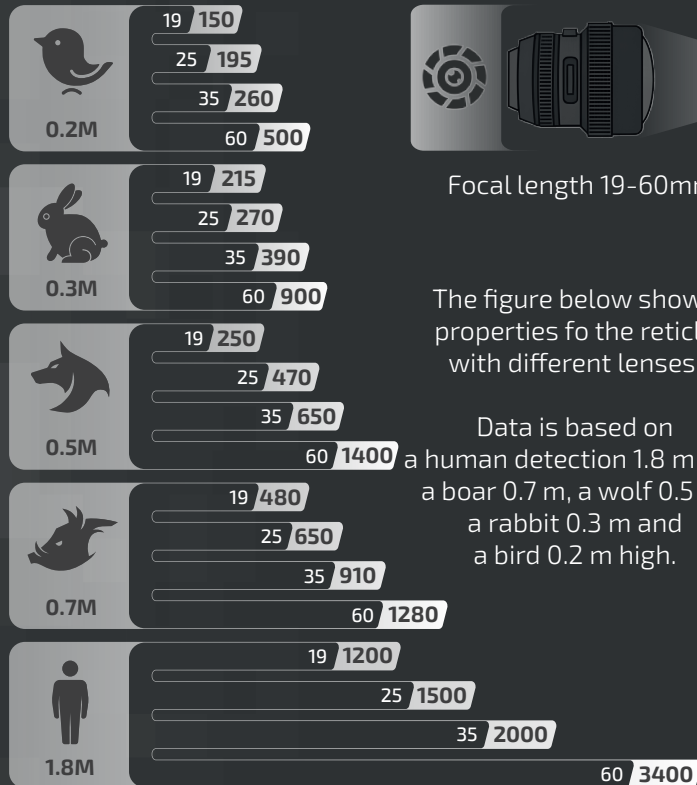 19 150
25 195
35 260
60 500
0.2M
19 215
25 270
35 390
60 900
0.3M
19 250
25 470
35 650
60 1400
0.5M
19 480
25 650
35 910
60 1280
0.7M
19 1200
25 1500
35 2000
60 3400
1.8M
Focal length 19-60m
The figure below show
properties fo the reticl
with different lenses
Data is based on
a human detection 1.8 m
a boar 0.7 m, a wolf 0.5
a rabbit 0.3 m and
a bird 0.2 m high.